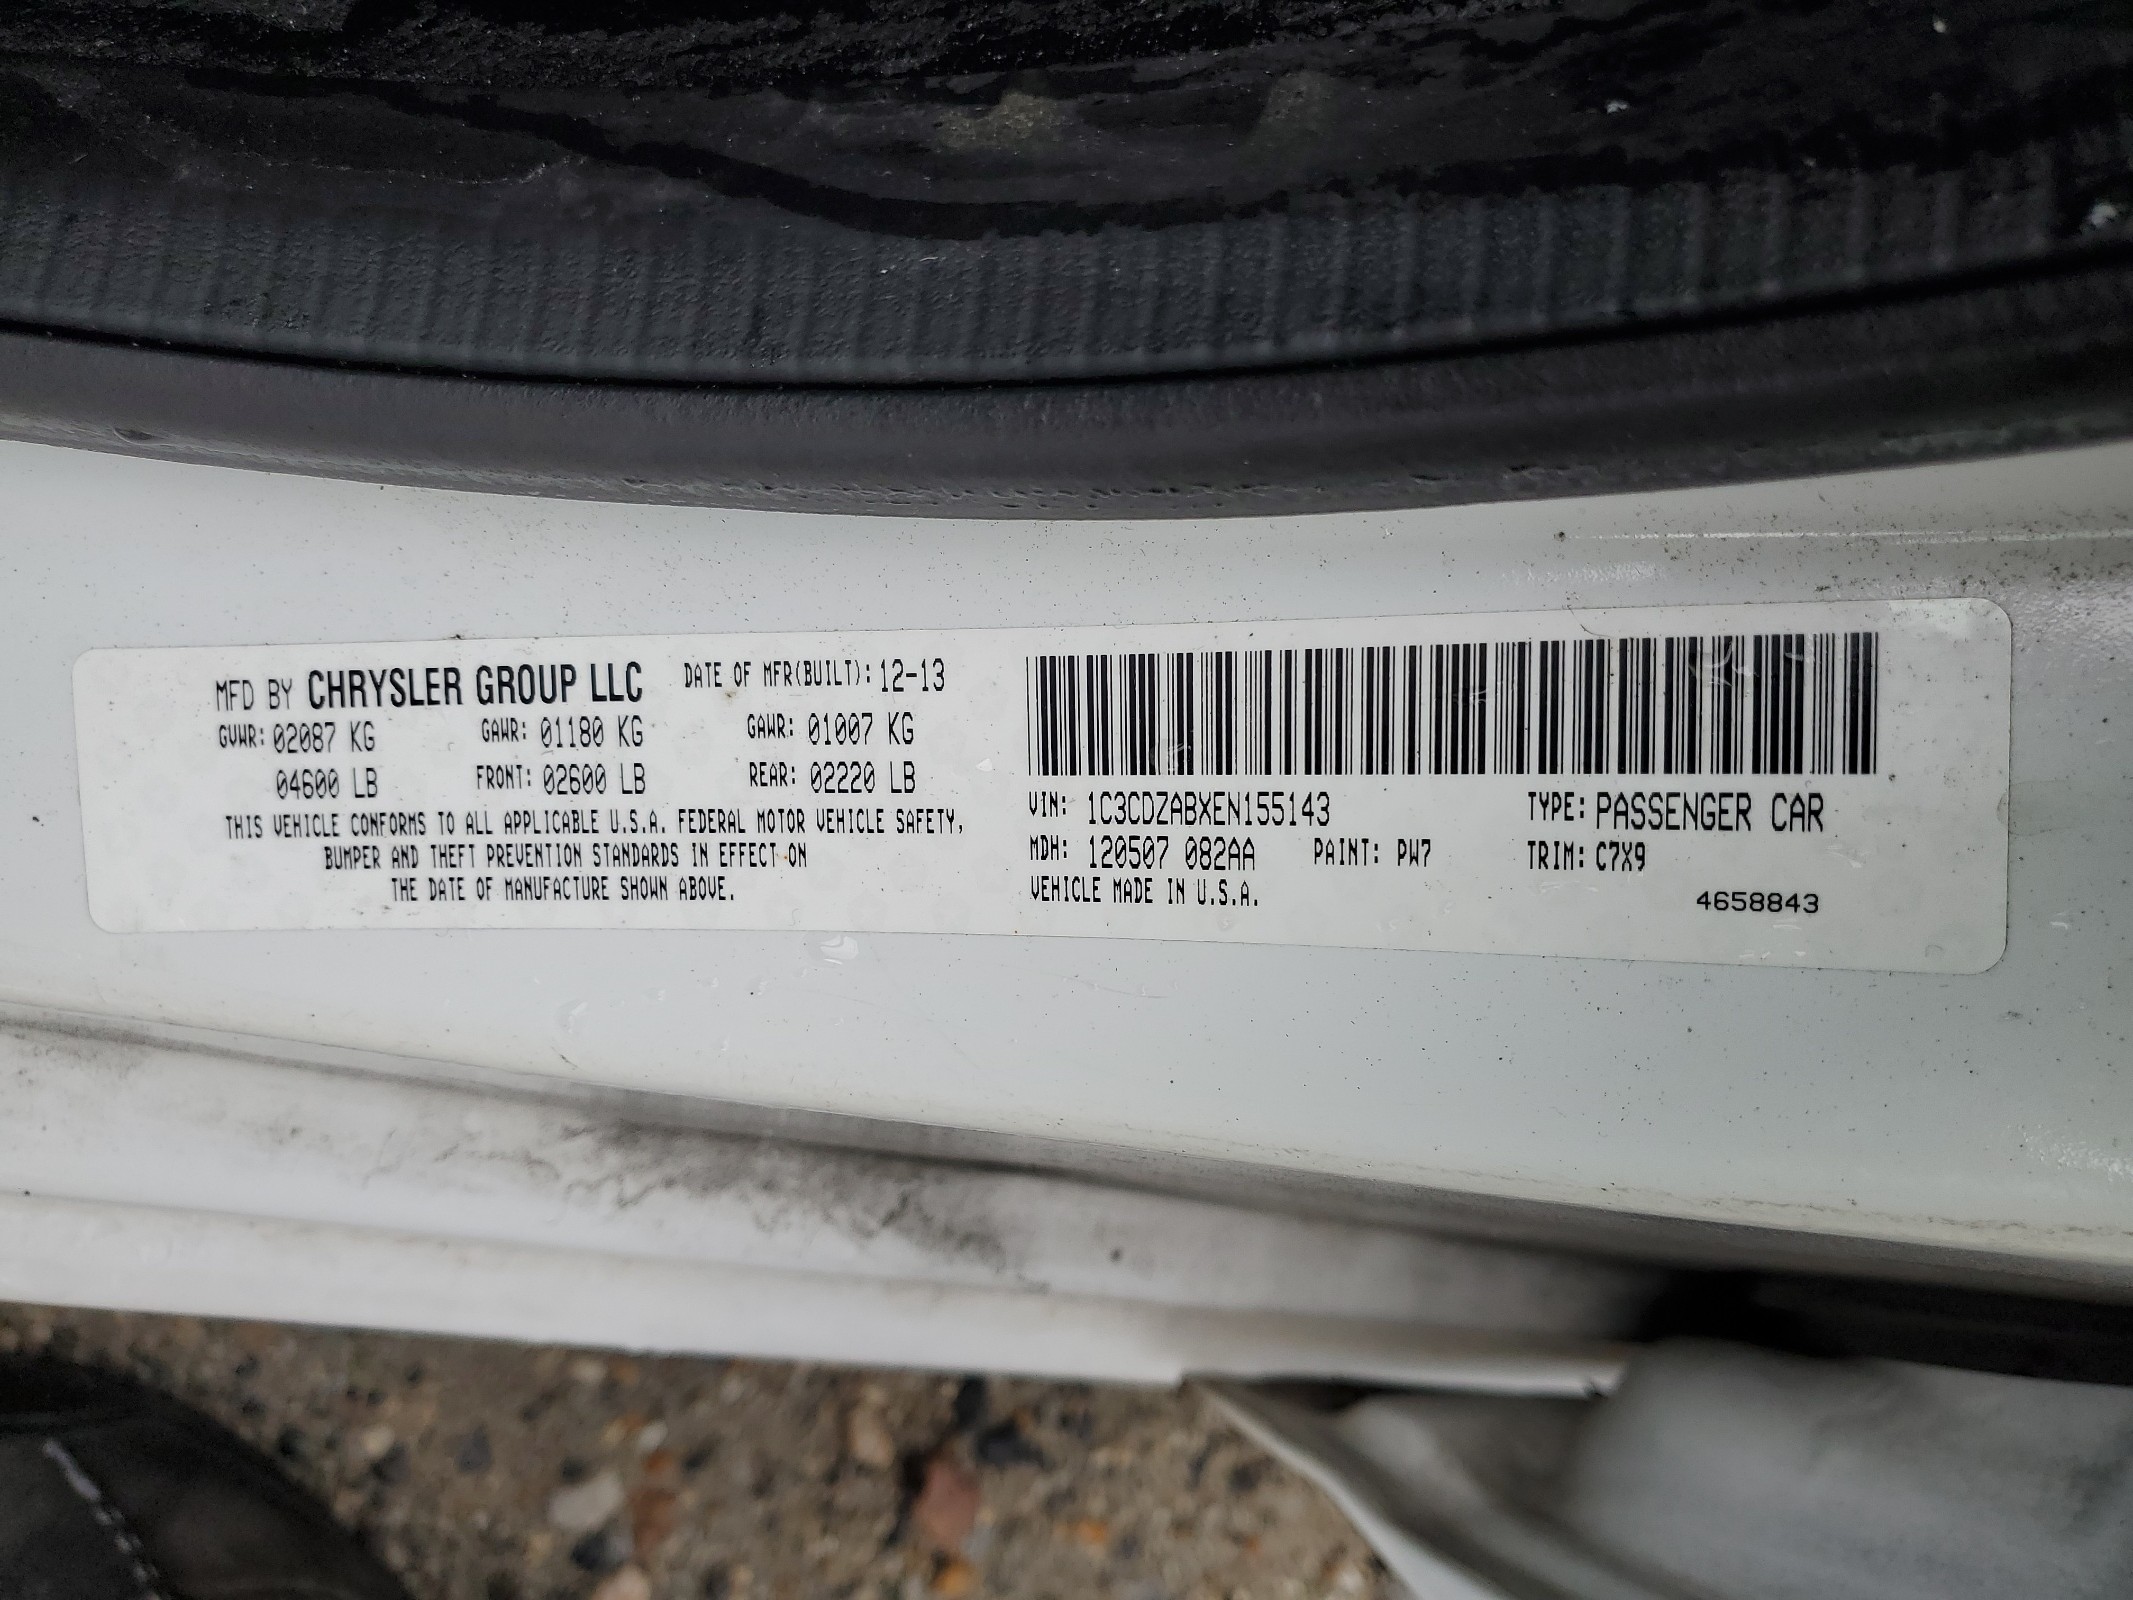 MFD BY CHRYSLER GROUP LLC DATE OF MFR(BUILT): 12-13
GVWR: 02087 KG GAWR: 01180 KG GAWR: 01007 KG
04600 LB FRONT: 02600 LB REAR: 02220 LB
THIS VEHICLE CONFORMS TO ALL APPLICABLE U.S.A. FEDERAL MOTOR VEHICLE SAFETY,
BUMPER AND THEFT PREVENTION STANDARDS IN EFFECT ON
THE DATE OF MANUFACTURE SHOWN ABOVE.
VIN: 1C3CDZABXEN155143 TYPE: PASSENGER CAR
MDH: 120507 082AA PAINT: PW7 TRIM: C7X9
VEHICLE MADE IN U.S.A.
4658843